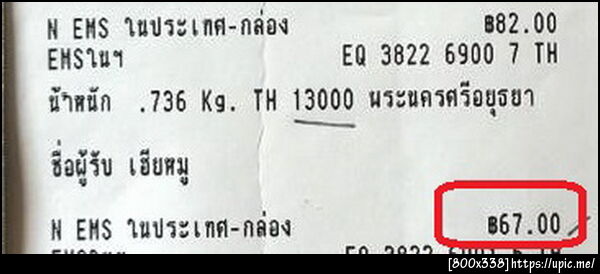 N EMS ในประเทศ-กล่อง ฿82.00
EMSในฯ EQ 3822 6900 7 TH
น้ำหนัก .736 Kg. TH 13000 พระนครศรีอยุธยา
ชื่อผู้รับ เฮียหมู
N EMS ในประเทศ-กล่อง ฿67.00
[800x338]https://upic.me/